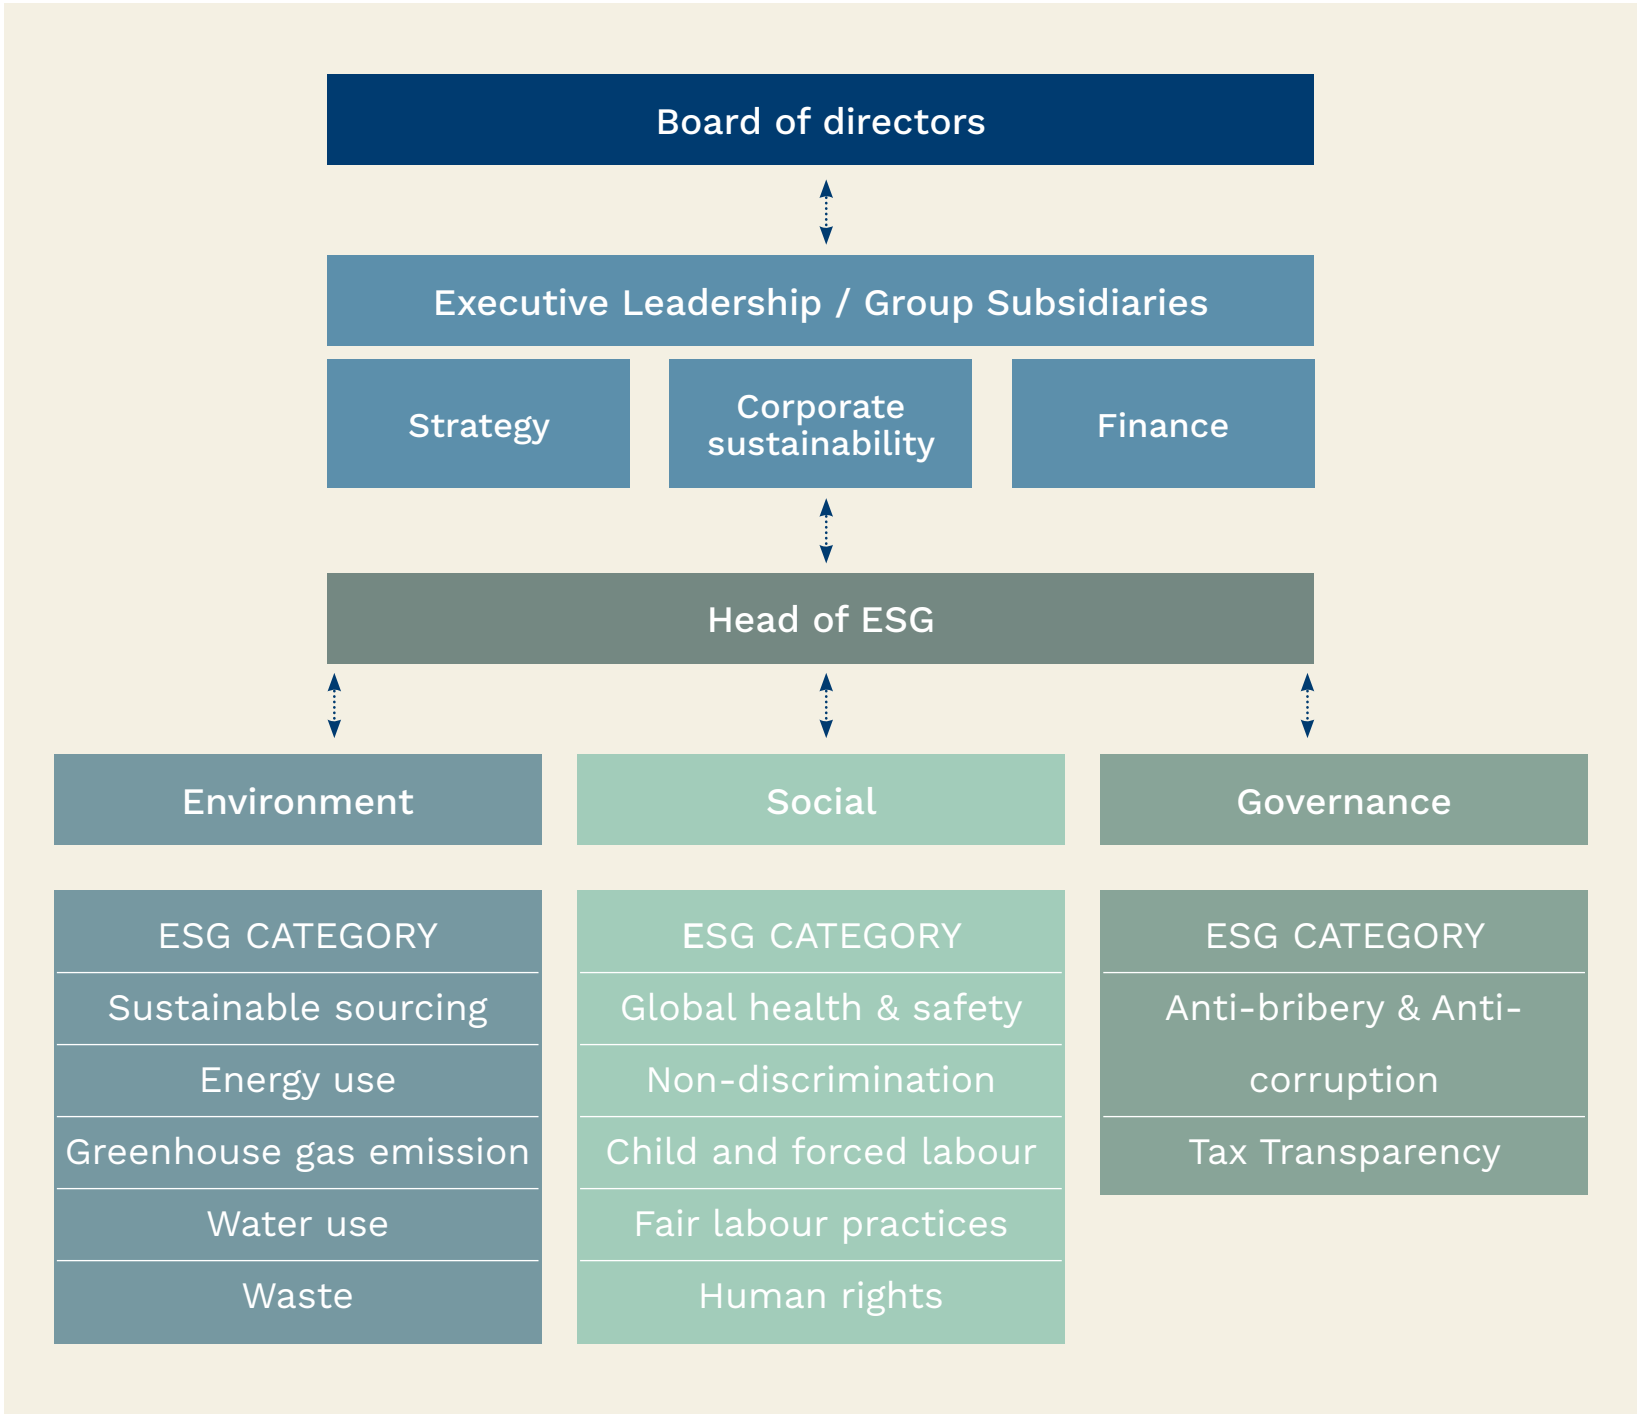 Board of directors
Executive Leadership / Group Subsidiaries
Strategy
Corporate
sustainability
Finance
Head of ESG
Environment
Social
Governance
ESG CATEGORY
Sustainable sourcing
Energy use
Greenhouse gas emission
Water use
Waste
ESG CATEGORY
Global health & safety
Non-discrimination
Child and forced labour
Fair labour practices
Human rights
ESG CATEGORY
Anti-bribery & Anti-
corruption
Tax Transparency